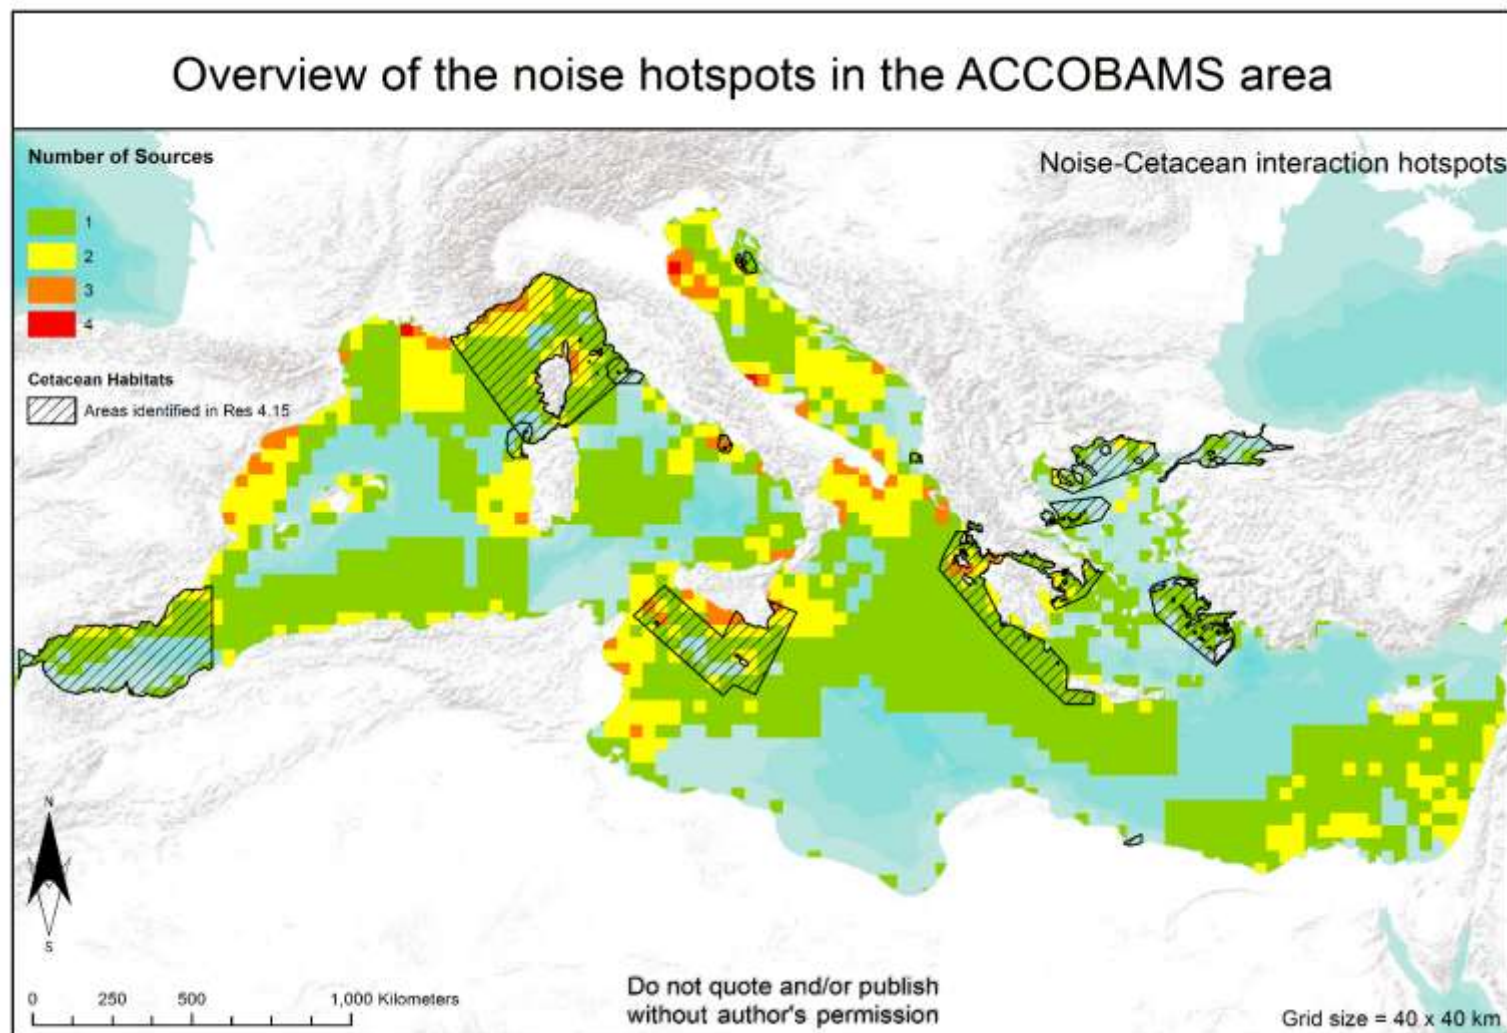 Overview of the noise hotspots in the ACCOBAMS area
Number of Sources
Noise-Cetacean interaction hotspots
1
2
3
4
Cetacean Habitats
Areas identified in Res 4.15
N
S
0 250 500 1,000 Kilometers
Do not quote and/or publish
without author's permission
Grid size = 40 x 40 km